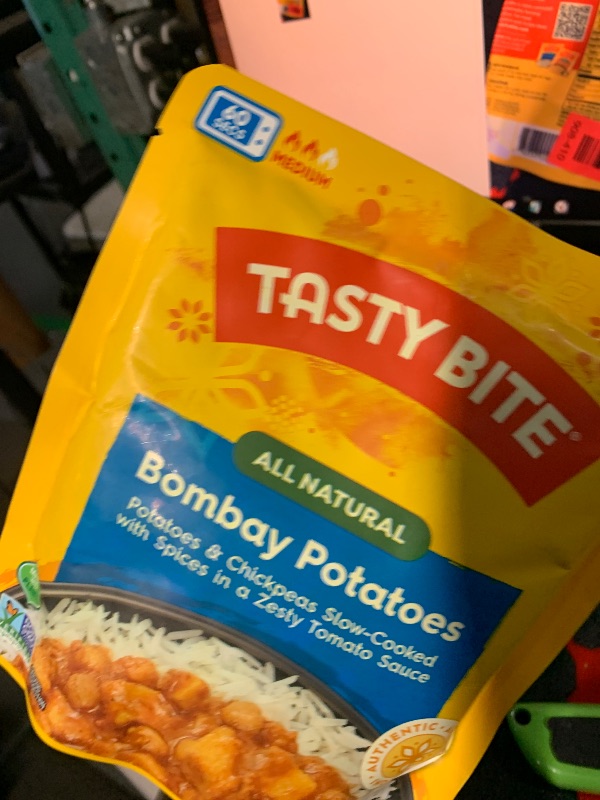 60
SECS
MEDIUM
TASTY BITE®
ALL NATURAL
Bombay Potatoes
Potatoes & Chickpeas Slow-Cooked
with Spices in a Zesty Tomato Sauce
AUTHENTIC